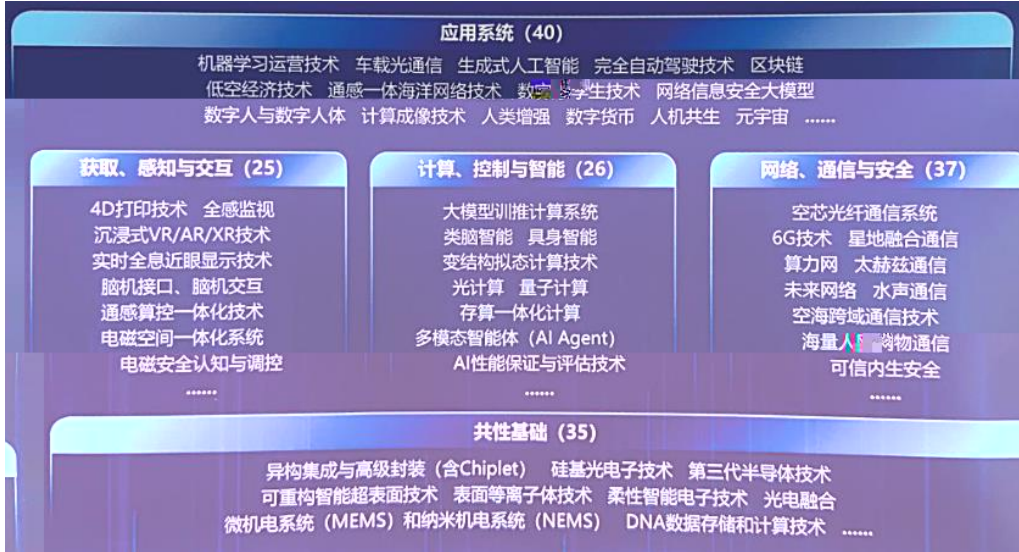 应用系统（40）
机器学习运营技术 车载光通信 生成式人工智能 完全自动驾驶技术 区块链
低空经济技术 通感一体海洋网络技术 数 生技术 网络信息安全大模型
数字人与数字人体 计算成像技术 人类增强 数字货币 人机共生 元宇宙 ......
获取、感知与交互（25）
4D打印技术 全感监视
沉浸式VR/AR/XR技术
实时全息近眼显示技术
脑机接口、脑机交互
通感算控一体化技术
电磁空间一体化系统
电磁安全认知与调控
......
计算、控制与智能（26）
大模型训推计算系统
类脑智能 具身智能
变结构拟态计算技术
光计算 量子计算
存算一体化计算
多模态智能体（AI Agent）
AI性能保证与评估技术
......
网络、通信与安全（37）
空芯光纤通信系统
6G技术 星地融合通信
算力网 太赫兹通信
未来网络 水声通信
空海跨域通信技术
海量人 物通信
可信内生安全
......
共性基础（35）
异构集成与高级封装（含Chiplet） 硅基光电子技术 第三代半导体技术
可重构智能超表面技术 表面等离子体技术 柔性智能电子技术 光电融合
微机电系统（MEMS）和纳米机电系统（NEMS） DNA数据存储和计算技术 ......